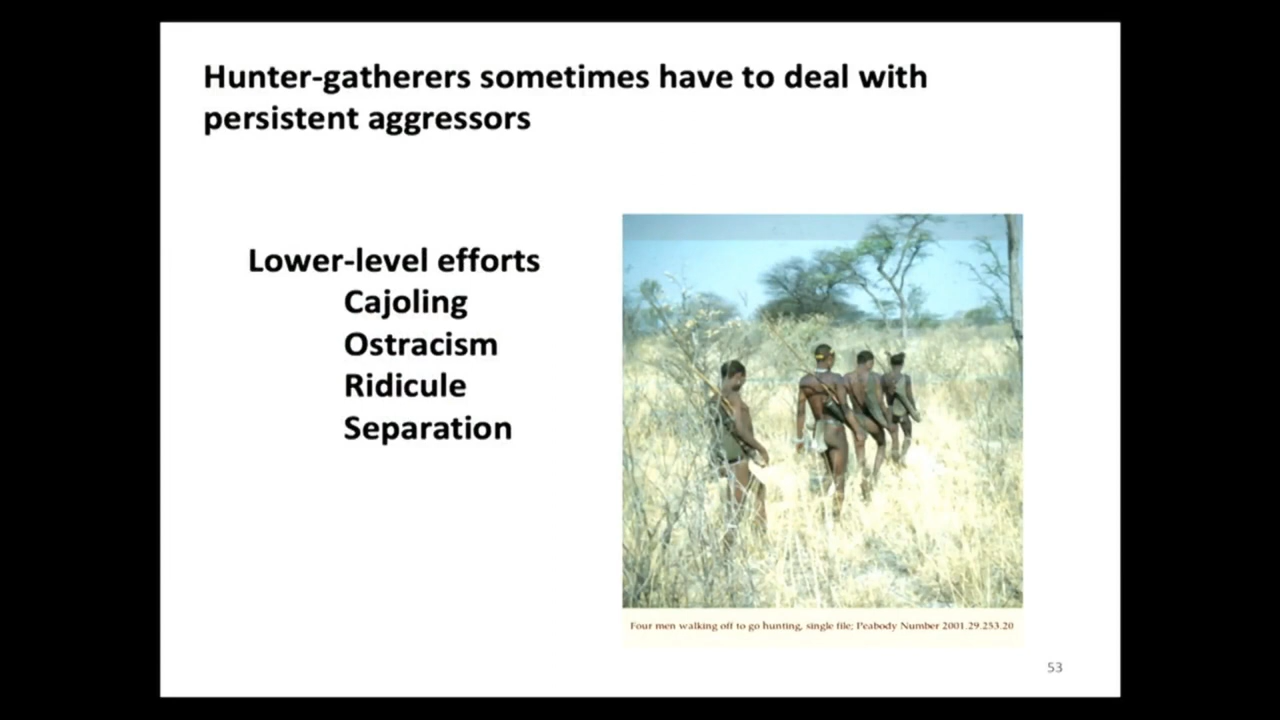 Hunter-gatherers sometimes have to deal with
persistent aggressors
Lower-level efforts
Cajoling
Ostracism
Ridicule
Separation
Four men walking off to go hunting, single file; Peabody Number 2001.29.253.20
53